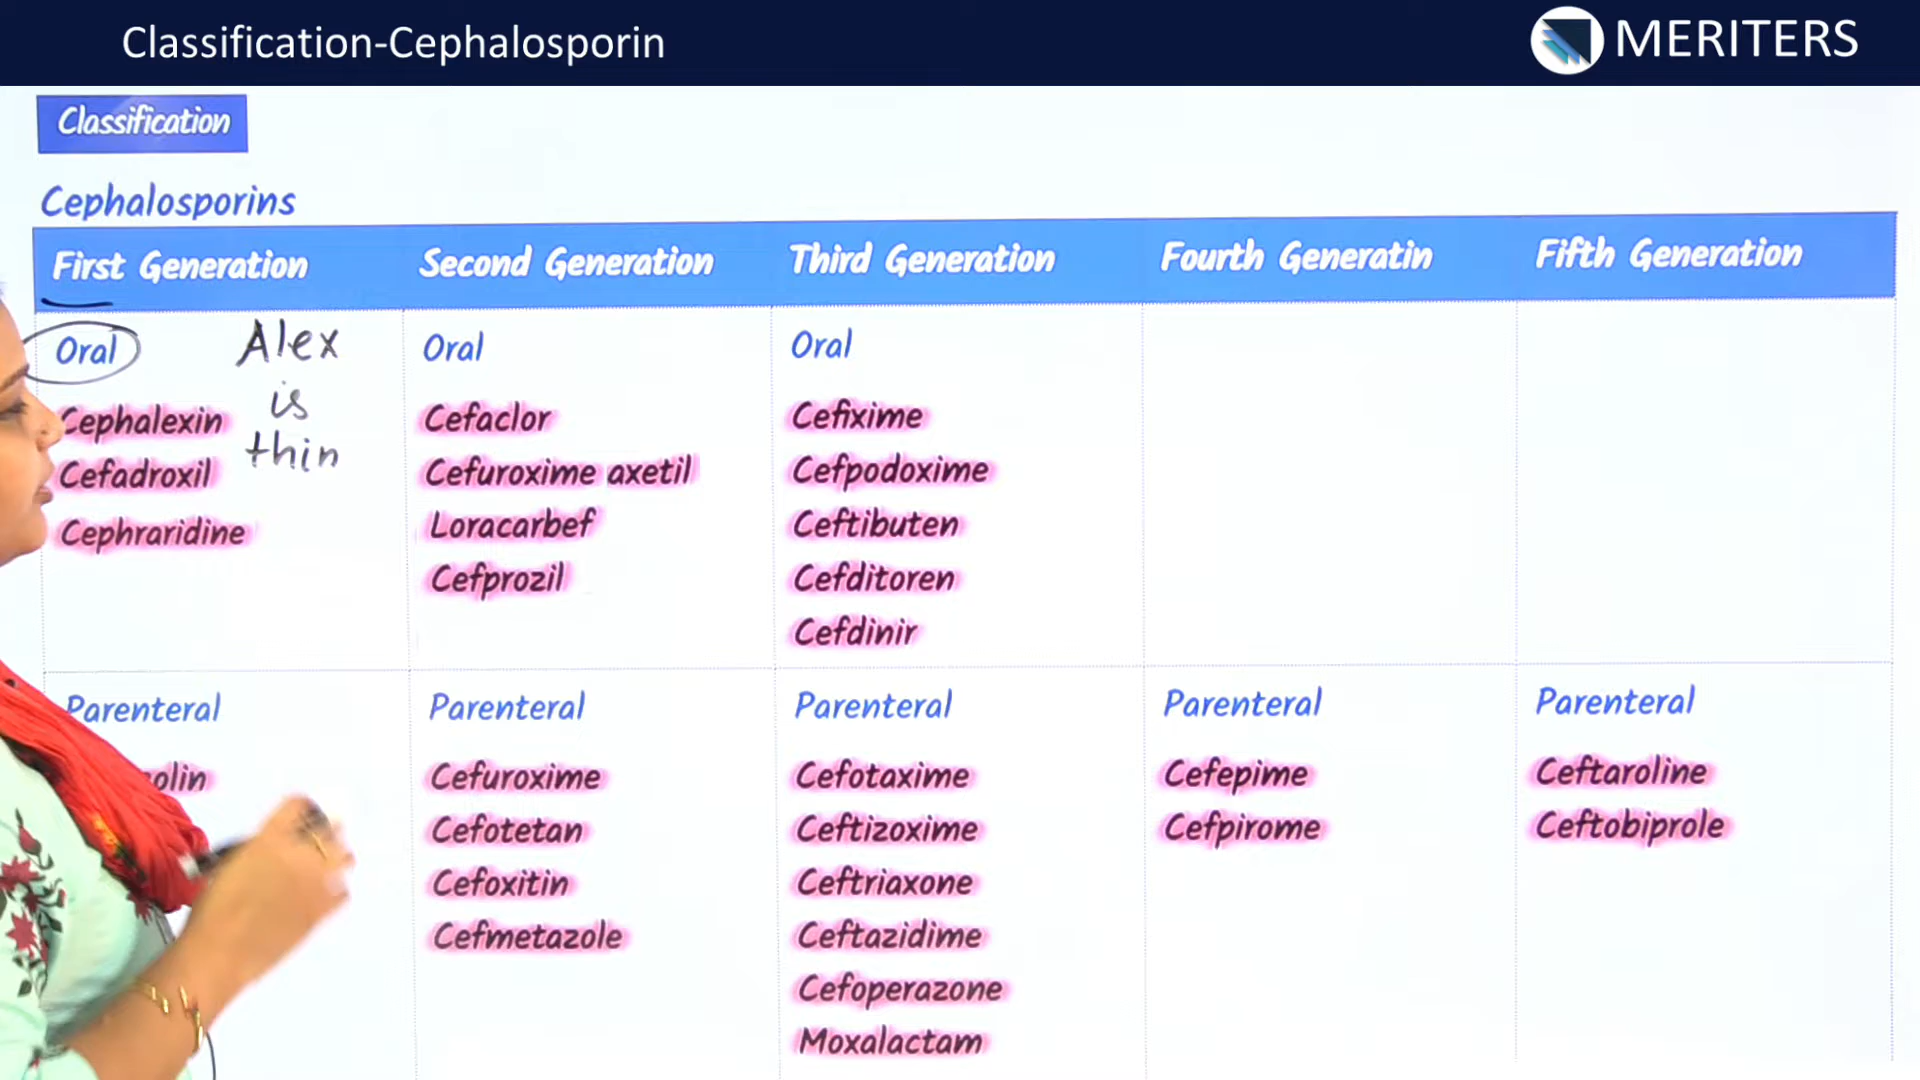 Classification-Cephalosporin
MERITERS
Classification
Cephalosporins
First Generation
Second Generation
Third Generation
Fourth Generatin
Fifth Generation
Oral
Alex
is
thin
Cephalexin
Cefadroxil
Cephraridine
Oral
Cefaclor
Cefuroxime axetil
Loracarbef
Cefprozil
Oral
Cefixime
Cefpodoxime
Ceftibuten
Cefditoren
Cefdinir
Parenteral
Parenteral
Cefuroxime
Cefotetan
Cefoxitin
Cefmetazole
Parenteral
Cefotaxime
Ceftizoxime
Ceftriaxone
Ceftazidime
Cefoperazone
Moxalactam
Parenteral
Cefepime
Cefpirome
Parenteral
Ceftaroline
Ceftobiprole